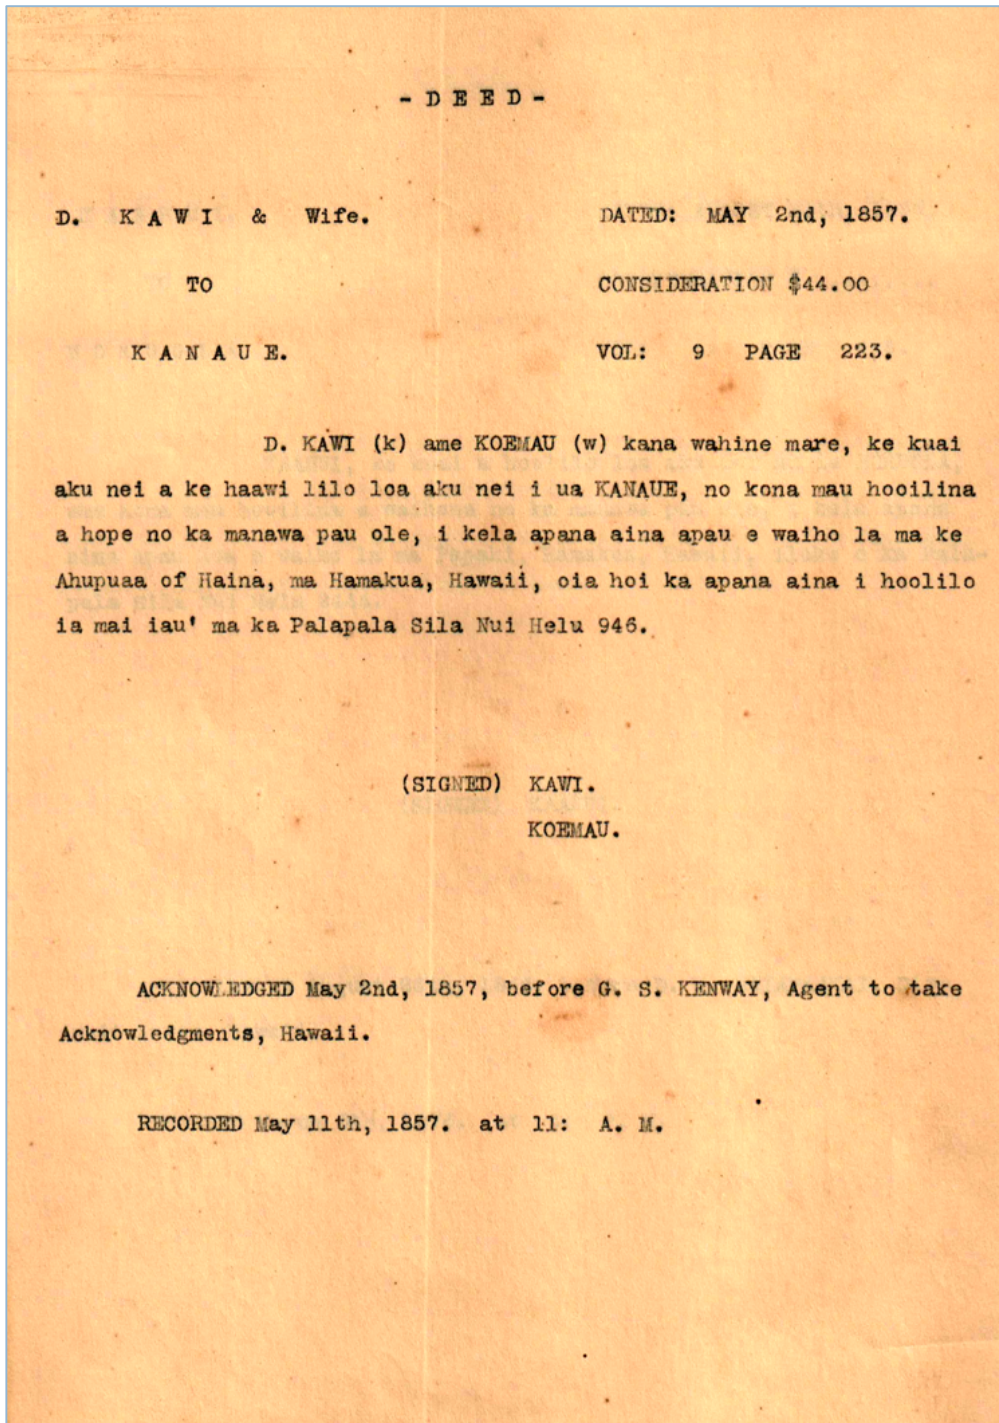 - D E E D -
D. K A W I & Wife. DATED: MAY 2nd, 1857.
TO CONSIDERATION $44.00
K A N A U E. VOL: 9 PAGE 223.
D. KAWI (k) ame KOEMAU (w) kana wahine mare, ke kuai
aku nei a ke haawi lilo loa aku nei i ua KANAUE, no kona mau hooilina
a hope no ka manawa pau ole, i kela apana aina apau e waiho la ma ke
Ahupuaa of Haina, ma Hamakua, Hawaii, oia hoi ka apana aina i hoolilo
ia mai iau' ma ka Palapala Sila Nui Helu 946.
(SIGNED) KAWI.
KOEMAU.
ACKNOWLEDGED May 2nd, 1857, before G. S. KENWAY, Agent to take
Acknowledgments, Hawaii.
RECORDED May 11th, 1857. at 11: A. M.